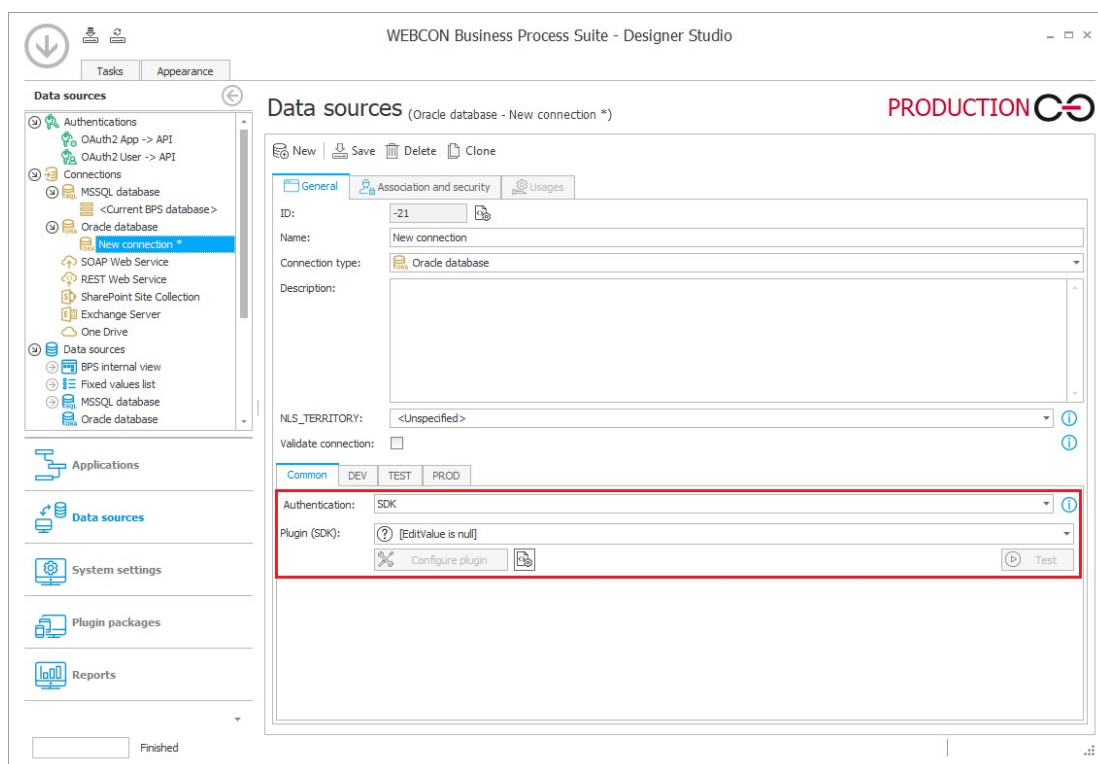 WEBCON Business Process Suite - Designer Studio
Tasks Appearance
Data sources
Authentications
OAuth2 App -> API
OAuth2 User -> API
Connections
MSSQL database
<Current BPS database>
Oracle database
New connection *
SOAP Web Service
REST Web Service
SharePoint Site Collection
Exchange Server
One Drive
Data sources
BPS internal view
Fixed values list
MSSQL database
Oracle database
Applications
Data sources
System settings
Plugin packages
Reports
Finished
Data sources (Oracle database - New connection *)
PRODUCTION
New Save Delete Clone
General Association and security Usages
ID: -21
Name: New connection
Connection type: Oracle database
Description:
NLS_TERRITORY: <Unspecified>
Validate connection:
Common DEV TEST PROD
Authentication: SDK
Plugin (SDK): [EditValue is null]
Configure plugin Test